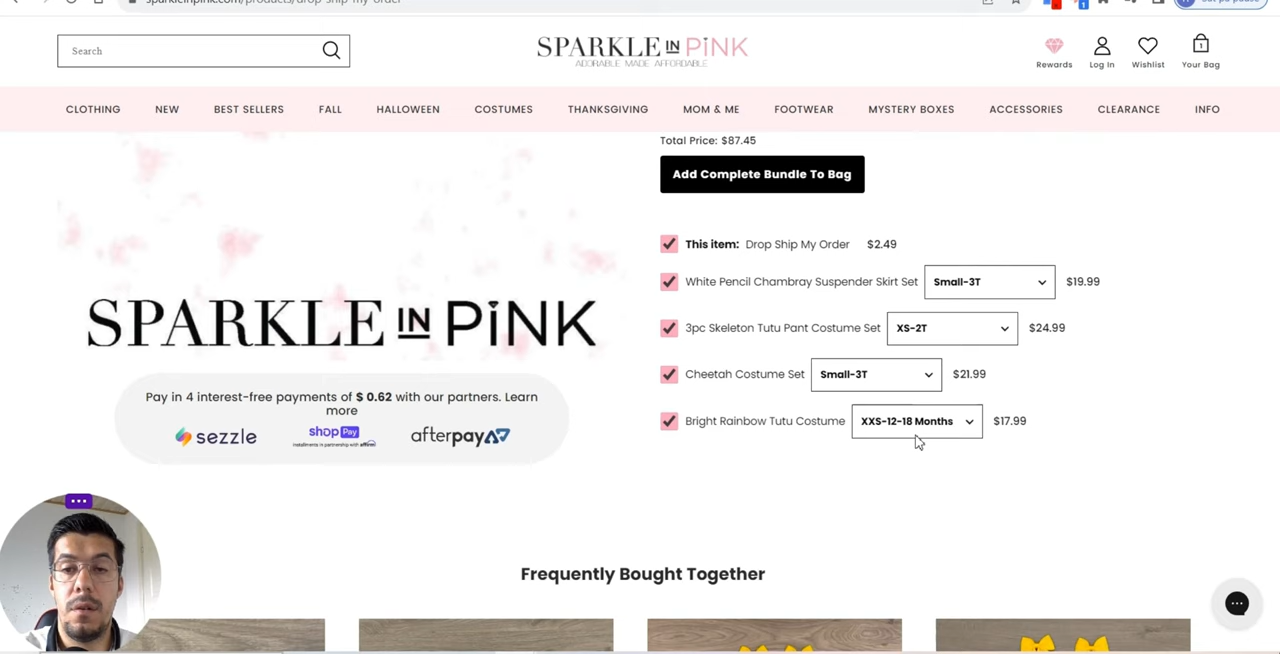 sparkleinpink.com/products/drop-ship-my-order
Search
SPARKLE IN PiNK
ADORABLE MADE AFFORDABLE
Rewards
Log In
Wishlist
1
Your Bag
CLOTHING NEW BEST SELLERS FALL HALLOWEEN COSTUMES THANKSGIVING MOM & ME FOOTWEAR MYSTERY BOXES ACCESSORIES CLEARANCE INFO
Total Price: $87.45
Add Complete Bundle To Bag
This item: Drop Ship My Order $2.49
White Pencil Chambray Suspender Skirt Set Small-3T $19.99
3pc Skeleton Tutu Pant Costume Set XS-2T $24.99
Cheetah Costume Set Small-3T $21.99
Bright Rainbow Tutu Costume XXS-12-18 Months $17.99
SPARKLE IN PiNK
Pay in 4 interest-free payments of $ 0.62 with our partners. Learn
more
sezzle
shop Pay
installments in partnership with affirm
afterpay
Frequently Bought Together